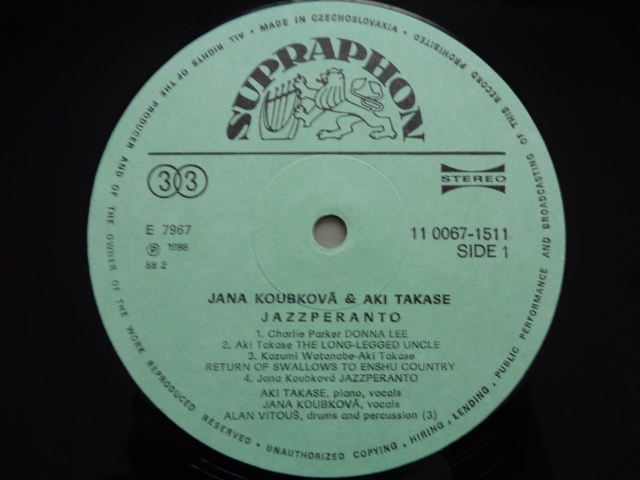 MADE IN CZECHOSLOVAKIA • ALL RIGHTS OF THE PRODUCER AND OF THE OWNER OF THE WORK REPRODUCED RESERVED • UNAUTHORIZED COPYING, HIRING, LENDING, PUBLIC PERFORMANCE AND BROADCASTING OF THIS RECORD PROHIBITED •
SUPRAPHON
33
STEREO
E 7967
℗ 1988
11 0067-1511
SIDE 1
JANA KOUBKOVÁ & AKI TAKASE
JAZZPERANTO
1. Charlie Parker DONNA LEE
2. Aki Takase THE LONG-LEGGED UNCLE
3. Kazumi Watanabe-Aki Takase
RETURN OF SWALLOWS TO ENSHU COUNTRY
4. Jana Koubková JAZZPERANTO
AKI TAKASE, piano, vocals
JANA KOUBKOVÁ, vocals
ALAN VITOUŠ, drums and percussion (3)